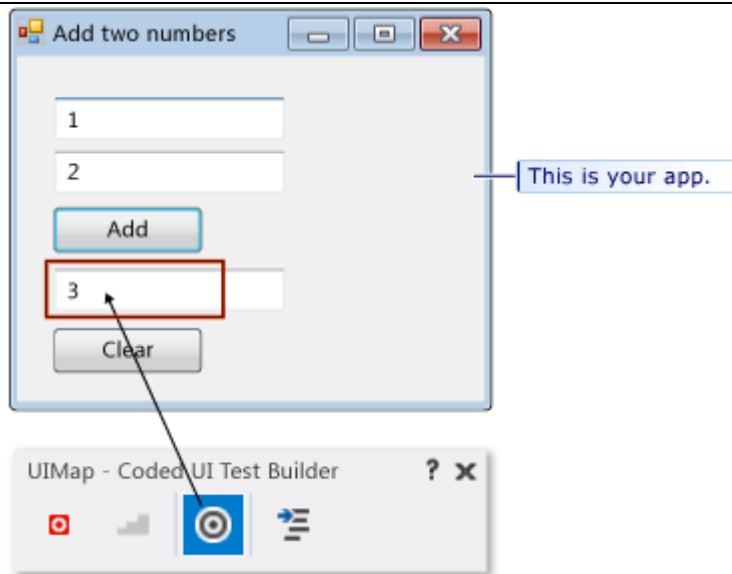 Add two numbers
1
2
This is your app.
Add
3
Clear
UIMap - Coded UI Test Builder ?